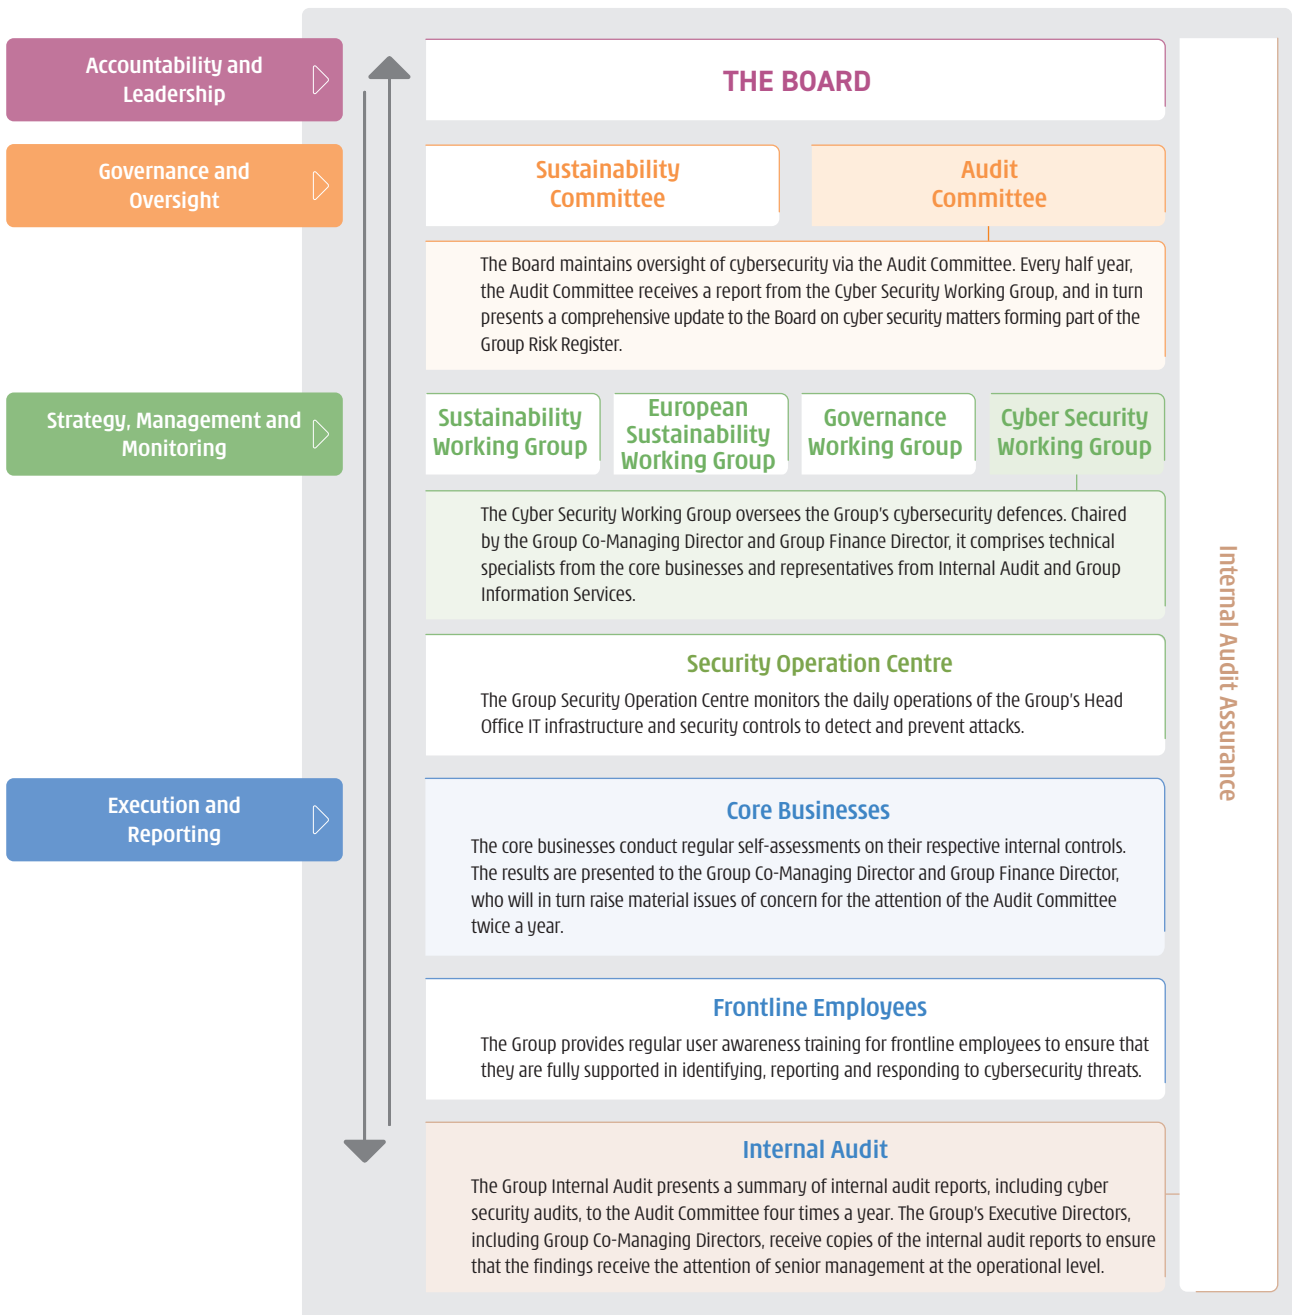 Accountability and
Leadership
THE BOARD
Governance and
Oversight
Sustainability
Committee
Audit
Committee
The Board maintains oversight of cybersecurity via the Audit Committee. Every half year,
the Audit Committee receives a report from the Cyber Security Working Group, and in turn
presents a comprehensive update to the Board on cyber security matters forming part of the
Group Risk Register.
Strategy, Management and
Monitoring
Sustainability
Working Group
European
Sustainability
Working Group
Governance
Working Group
Cyber Security
Working Group
The Cyber Security Working Group oversees the Group's cybersecurity defences. Chaired
by the Group Co-Managing Director and Group Finance Director, it comprises technical
specialists from the core businesses and representatives from Internal Audit and Group
Information Services.
Security Operation Centre
The Group Security Operation Centre monitors the daily operations of the Group's Head
Office IT infrastructure and security controls to detect and prevent attacks.
Execution and
Reporting
Core Businesses
The core businesses conduct regular self-assessments on their respective internal controls.
The results are presented to the Group Co-Managing Director and Group Finance Director,
who will in turn raise material issues of concern for the attention of the Audit Committee
twice a year.
Frontline Employees
The Group provides regular user awareness training for frontline employees to ensure that
they are fully supported in identifying, reporting and responding to cybersecurity threats.
Internal Audit
The Group Internal Audit presents a summary of internal audit reports, including cyber
security audits, to the Audit Committee four times a year. The Group's Executive Directors,
including Group Co-Managing Directors, receive copies of the internal audit reports to ensure
that the findings receive the attention of senior management at the operational level.
Internal Audit Assurance